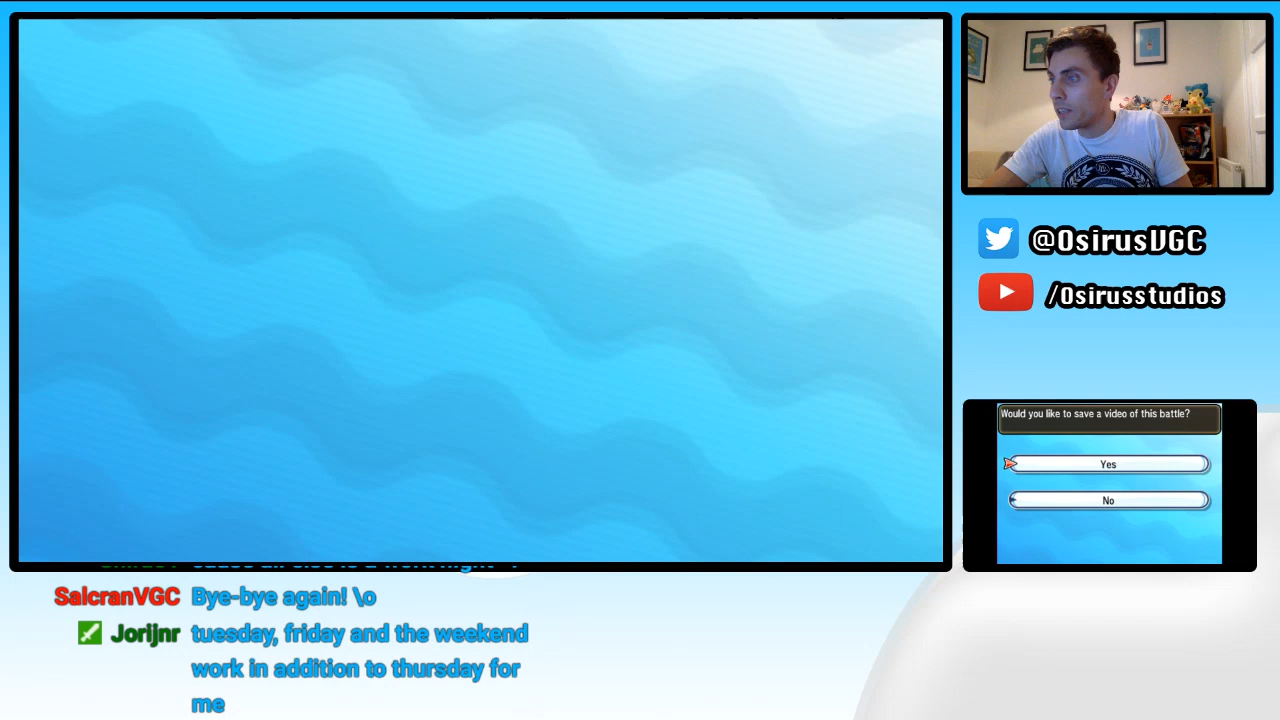 @OsirusVGC
/Osirusstudios
Would you like to save a video of this battle?
Yes
No
SalcranVGC Bye-bye again! \o
Jorijnr tuesday, friday and the weekend
work in addition to thursday for
me